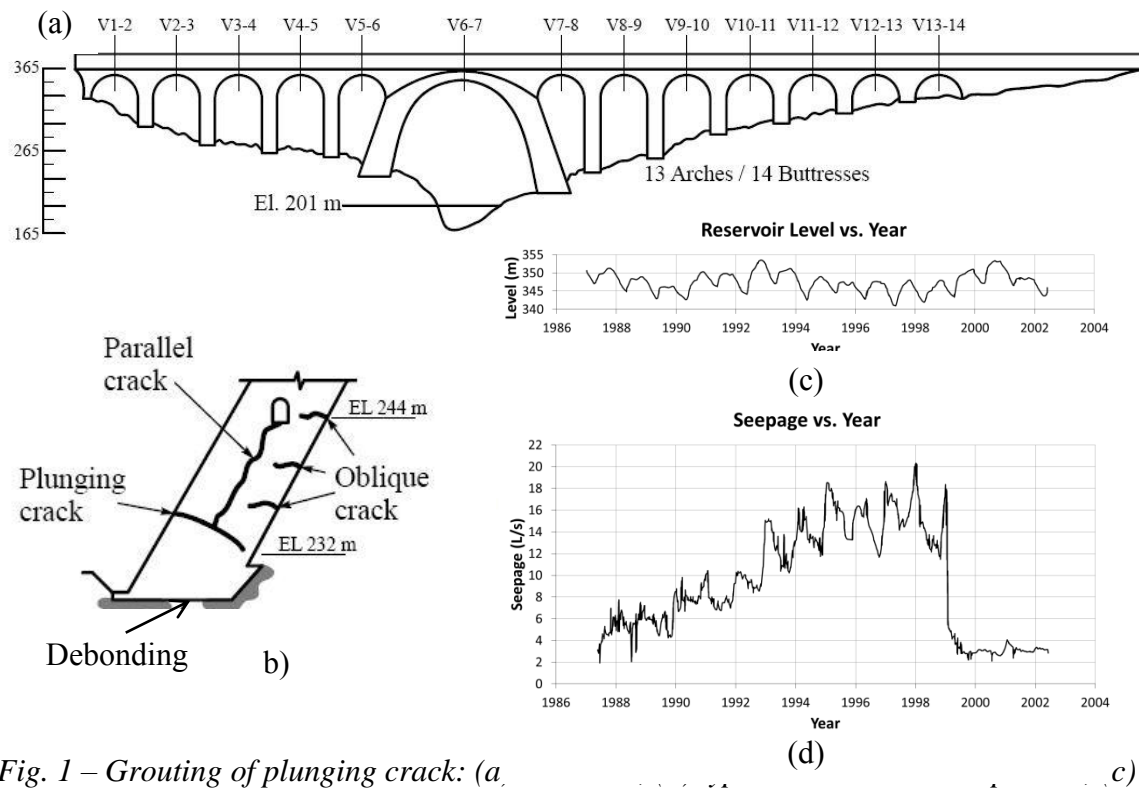 (a)
V1-2 V2-3 V3-4 V4-5 V5-6 V6-7 V7-8 V8-9 V9-10 V10-11 V11-12 V12-13 V13-14
365
265
165
El. 201 m
13 Arches / 14 Buttresses
Reservoir Level vs. Year
Level (m)
355
350
345
340
1986 1988 1990 1992 1994 1996 1998 2000 2002 2004
Year
(c)
Parallel
crack
EL 244 m
Plunging
crack
Oblique
crack
EL 232 m
Debonding
b)
Seepage vs. Year
Seepage (L/s)
22
20
18
16
14
12
10
8
6
4
2
0
1986 1988 1990 1992 1994 1996 1998 2000 2002 2004
Year
(d)
Fig. 1 – Grouting of plunging crack: (a c)